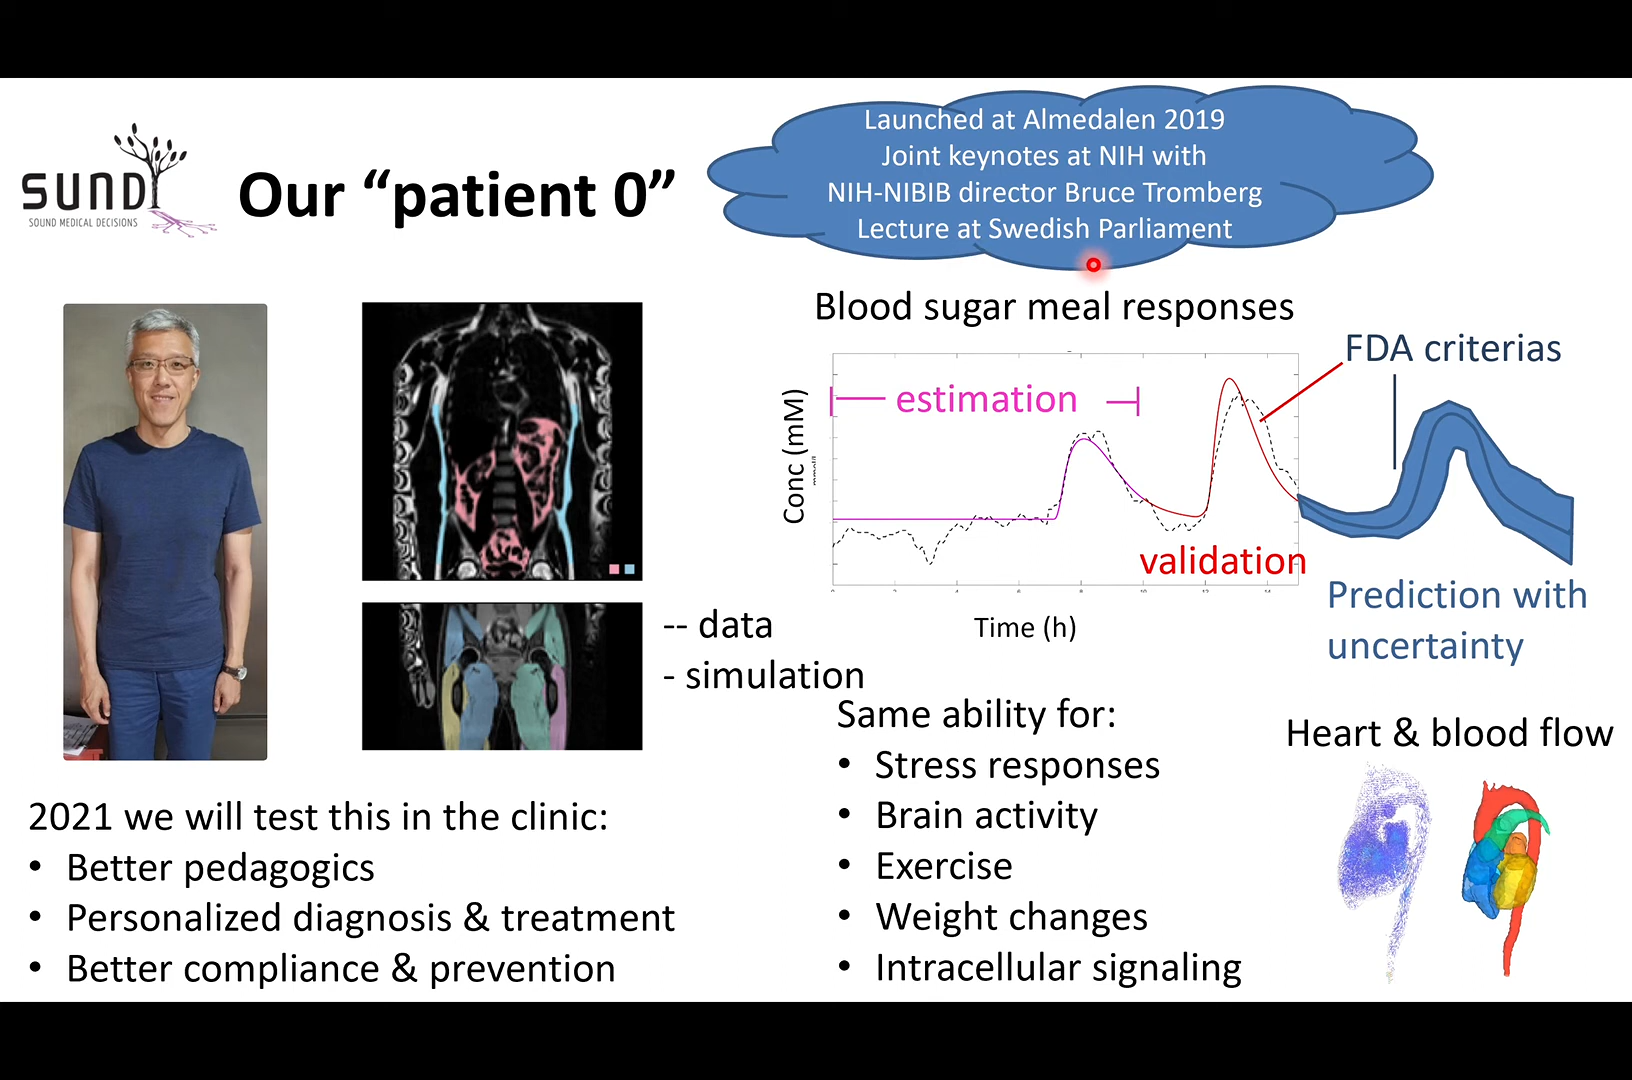 SUND
SOUND MEDICAL DECISIONS
Our “patient 0”
Launched at Almedalen 2019
Joint keynotes at NIH with
NIH-NIBIB director Bruce Tromberg
Lecture at Swedish Parliament
Blood sugar meal responses
FDA criterias
estimation
Conc (mM)
validation
Time (h)
Prediction with
uncertainty
-- data
- simulation
Same ability for:
• Stress responses
• Brain activity
• Exercise
• Weight changes
• Intracellular signaling
Heart & blood flow
2021 we will test this in the clinic:
• Better pedagogics
• Personalized diagnosis & treatment
• Better compliance & prevention